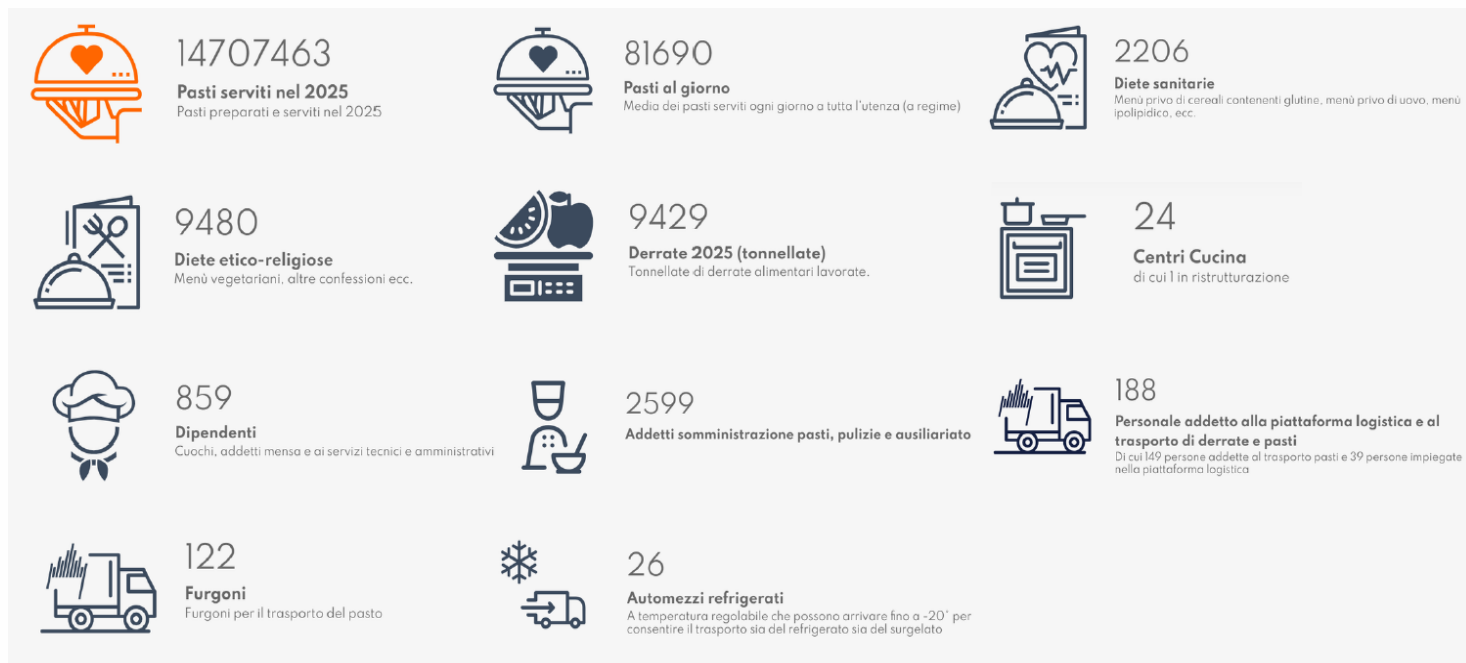 14707463
Pasti serviti nel 2025
Pasti preparati e serviti nel 2025
81690
Pasti al giorno
Media dei pasti serviti ogni giorno a tutta l'utenza (a regime)
2206
Diete sanitarie
Menù privo di cereali contenenti glutine, menù privo di uovo, menù
ipolipidico, ecc.
9480
Diete etico-religiose
Menù vegetariani, altre confessioni ecc.
9429
Derrate 2025 (tonnellate)
Tonnellate di derrate alimentari lavorate.
24
Centri Cucina
di cui 1 in ristrutturazione
859
Dipendenti
Cuochi, addetti mensa e ai servizi tecnici e amministrativi
2599
Addetti somministrazione pasti, pulizie e ausiliariato
188
Personale addetto alla piattaforma logistica e al
trasporto di derrate e pasti
Di cui 149 persone addette al trasporto pasti e 39 persone impiegate
nella piattaforma logistica
122
Furgoni
Furgoni per il trasporto del pasto
26
Automezzi refrigerati
A temperatura regolabile che possono arrivare fino a -20° per
consentire il trasporto sia del refrigerato sia del surgelato